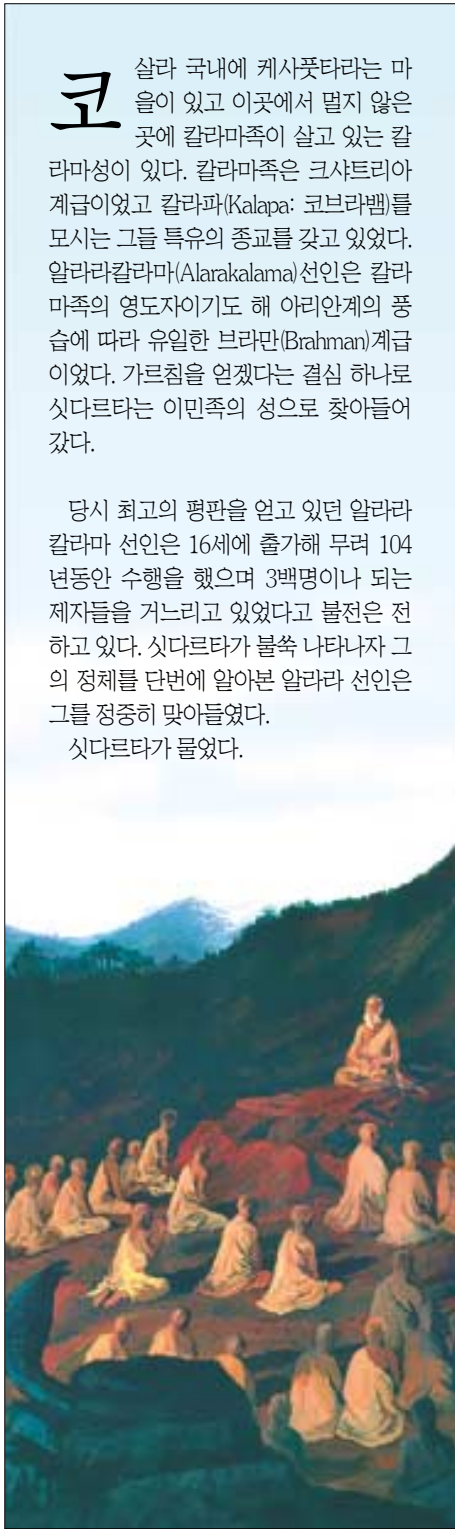 코살라 국내에 케사풋타라는 마
을이 있고 이곳에서 멀지 않은
곳에 칼라마족이 살고 있는 칼
라마성이 있다. 칼라마족은 크샤트리아
계급이었고 칼라파(Kalapa: 코브라뱀)를
모시는 그들 특유의 종교를 갖고 있었다.
알라라칼라마(Alarakalama)선인은 칼라
마족의 영도자이기도 해 아리안계의 풍
습에 따라 유일한 브라만(Brahman)계급
이었다. 가르침을 얻겠다는 결심 하나로
싯다르타는 이민족의 성으로 찾아들어
갔다.
당시 최고의 평판을 얻고 있던 알라라
칼라마 선인은 16세에 출가해 무려 104
년동안 수행을 했으며 3백명이나 되는
제자들을 거느리고 있었다고 불전은 전
하고 있다. 싯다르타가 불쑥 나타나자 그
의 정체를 단번에 알아본 알라라 선인은
그를 정중히 맞아들였다.
싯다르타가 물었다.